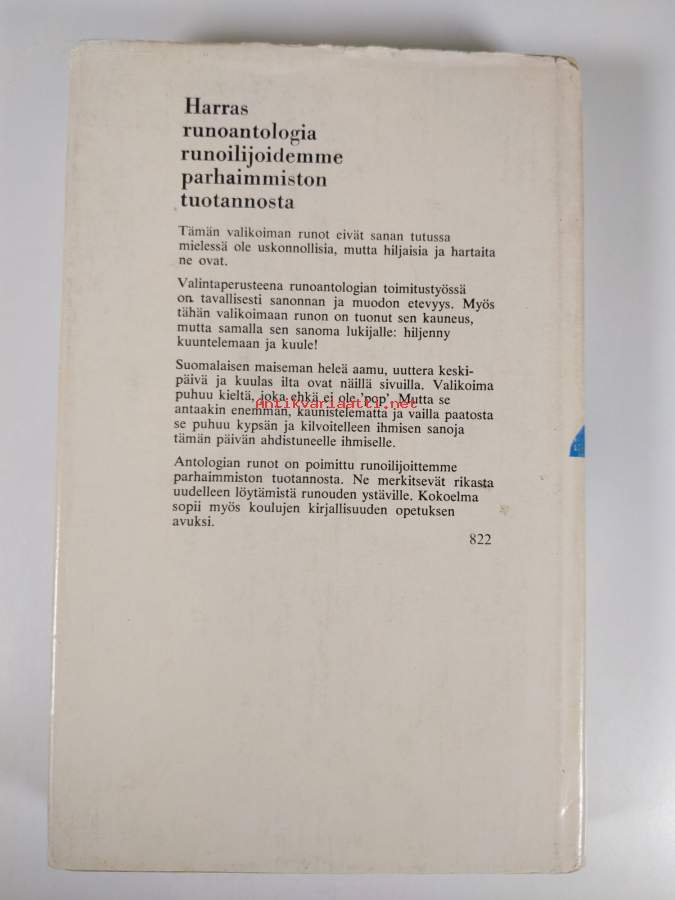 Harras
runoantologia
runoilijoidemme
parhaimmiston
tuotannosta
Tämän valikoiman runot eivät sanan tutussa
mielessä ole uskonnollisia, mutta hiljaisia ja hartaita
ne ovat.
Valintaperusteena runoantologian toimitustyössä
on tavallisesti sanonnan ja muodon etevyys. Myös
tähän valikoimaan runon on tuonut sen kauneus,
mutta samalla sen sanoma lukijalle: hiljenny
kuuntelemaan ja kuule!
Suomalaisen maiseman heleä aamu, uuttera keski-
päivä ja kuulas ilta ovat näillä sivuilla. Valikoima
puhuu kieltä, joka ehkä ei ole 'pop'. Mutta se
Antikvariaatti.net
antaakin enemmän, kaunistelematta ja vailla paatosta
se puhuu kypsän ja kilvoitelleen ihmisen sanoja
tämän päivän ahdistuneelle ihmiselle.
Antologian runot on poimittu runoilijoittemme
parhaimmiston tuotannosta. Ne merkitsevät rikasta
uudelleen löytämistä runouden ystäville. Kokoelma
sopii myös koulujen kirjallisuuden opetuksen
avuksi.
822